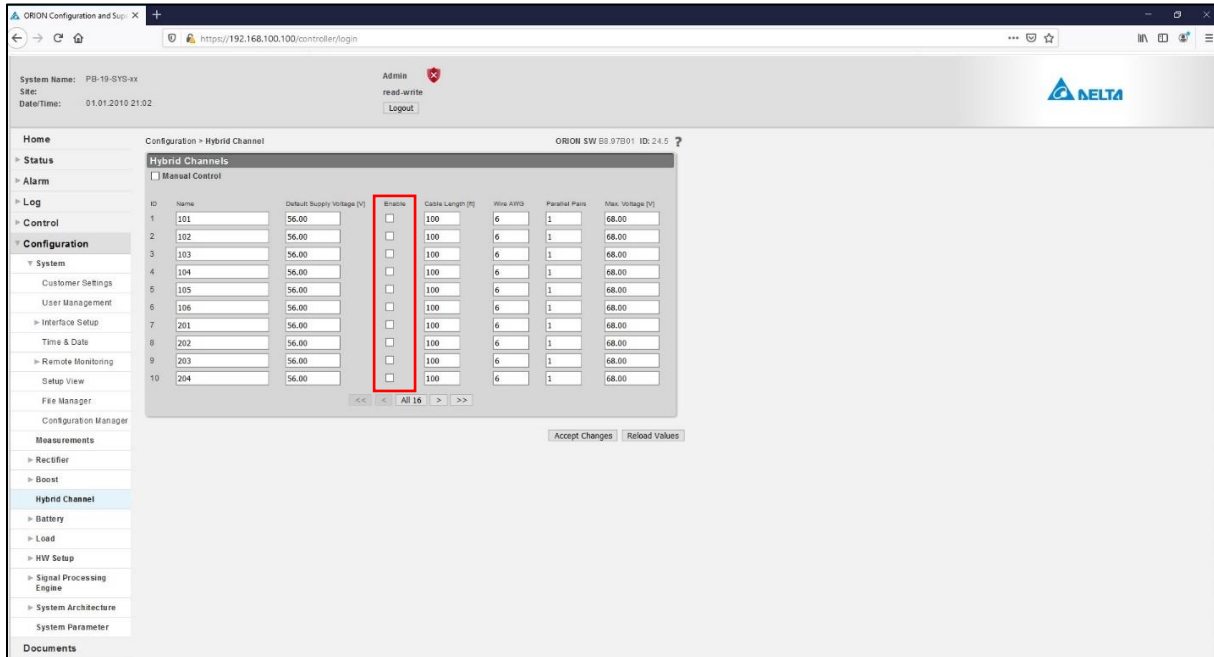 ORION Configuration and Sup
https://192.168.100.100/controller/login
System Name: PB-19-SYS-xx
Site:
Date/Time: 01.01.2010 21:02
Admin
read-write
Logout
DELTA
Home
Status
Alarm
Log
Control
Configuration
System
Customer Settings
User Management
Interface Setup
Time & Date
Remote Monitoring
Setup View
File Manager
Configuration Manager
Measurements
Rectifier
Boost
Hybrid Channel
Battery
Load
HW Setup
Signal Processing
Engine
System Architecture
System Parameter
Documents
Configuration > Hybrid Channel ORION SW B8.97B01 ID: 24.5 ?
Hybrid Channels
Manual Control
ID Name Default Supply Voltage [V] Enable Cable Length [ft] Wire AWG Parallel Pairs Max. Voltage [V]
1 101 56.00 100 6 1 68.00
2 102 56.00 100 6 1 68.00
3 103 56.00 100 6 1 68.00
4 104 56.00 100 6 1 68.00
5 105 56.00 100 6 1 68.00
6 106 56.00 100 6 1 68.00
7 201 56.00 100 6 1 68.00
8 202 56.00 100 6 1 68.00
9 203 56.00 100 6 1 68.00
10 204 56.00 100 6 1 68.00
<< < All 16 > >>
Accept Changes Reload Values